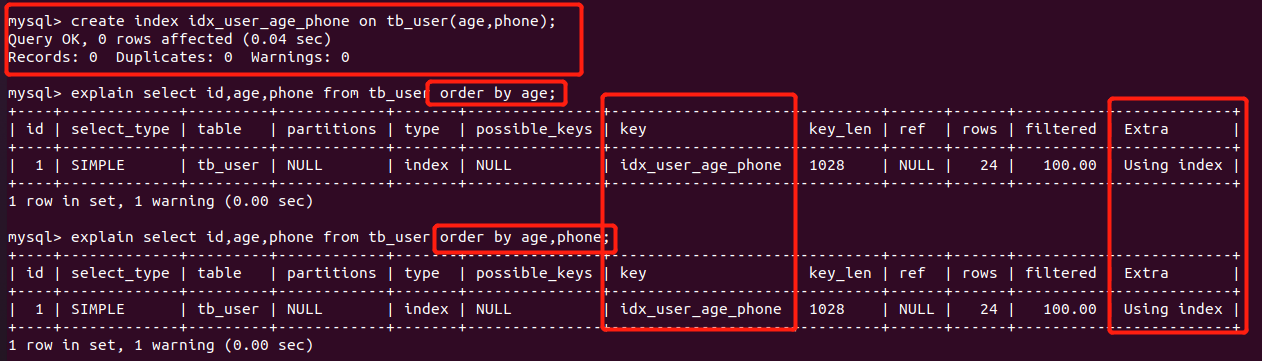 mysql> create index idx_user_age_phone on tb_user(age,phone);
Query OK, 0 rows affected (0.04 sec)
Records: 0  Duplicates: 0  Warnings: 0
mysql> explain select id,age,phone from tb_user order by age;
+----+-------------+---------+------------+-------+---------------+--------------------+---------+------+------+----------+-------------+
| id | select_type | table   | partitions | type  | possible_keys | key                | key_len | ref  | rows | filtered | Extra       |
+----+-------------+---------+------------+-------+---------------+--------------------+---------+------+------+----------+-------------+
|  1 | SIMPLE      | tb_user | NULL       | index | NULL          | idx_user_age_phone | 1028    | NULL |   24 |   100.00 | Using index |
+----+-------------+---------+------------+-------+---------------+--------------------+---------+------+------+----------+-------------+
1 row in set, 1 warning (0.00 sec)
mysql> explain select id,age,phone from tb_user order by age,phone;
+----+-------------+---------+------------+-------+---------------+--------------------+---------+------+------+----------+-------------+
| id | select_type | table   | partitions | type  | possible_keys | key                | key_len | ref  | rows | filtered | Extra       |
+----+-------------+---------+------------+-------+---------------+--------------------+---------+------+------+----------+-------------+
|  1 | SIMPLE      | tb_user | NULL       | index | NULL          | idx_user_age_phone | 1028    | NULL |   24 |   100.00 | Using index |
+----+-------------+---------+------------+-------+---------------+--------------------+---------+------+------+----------+-------------+
1 row in set, 1 warning (0.00 sec)